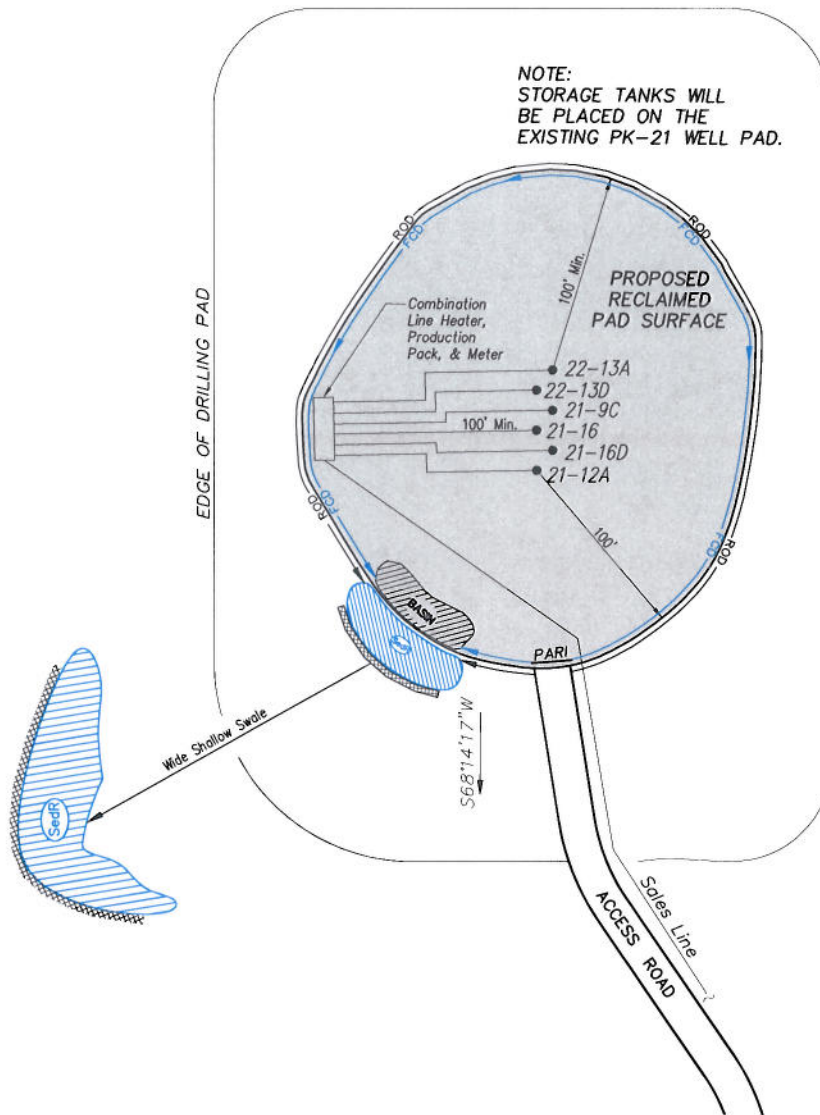 NOTE:
STORAGE TANKS WILL
BE PLACED ON THE
EXISTING PK-21 WELL PAD.
EDGE OF DRILLING PAD
ROD
FCD
ROD
FCD
100' Min.
PROPOSED
RECLAIMED
PAD SURFACE
Combination
Line Heater,
Production
Pack, & Meter
22-13A
22-13D
21-9C
100' Min.
21-16
21-16D
21-12A
ROD
FCD
100'
FCD
ROD
BASIN
PARI
Wide Shallow Swale
S68°14'17"W
SedR
Sales Line
ACCESS ROAD